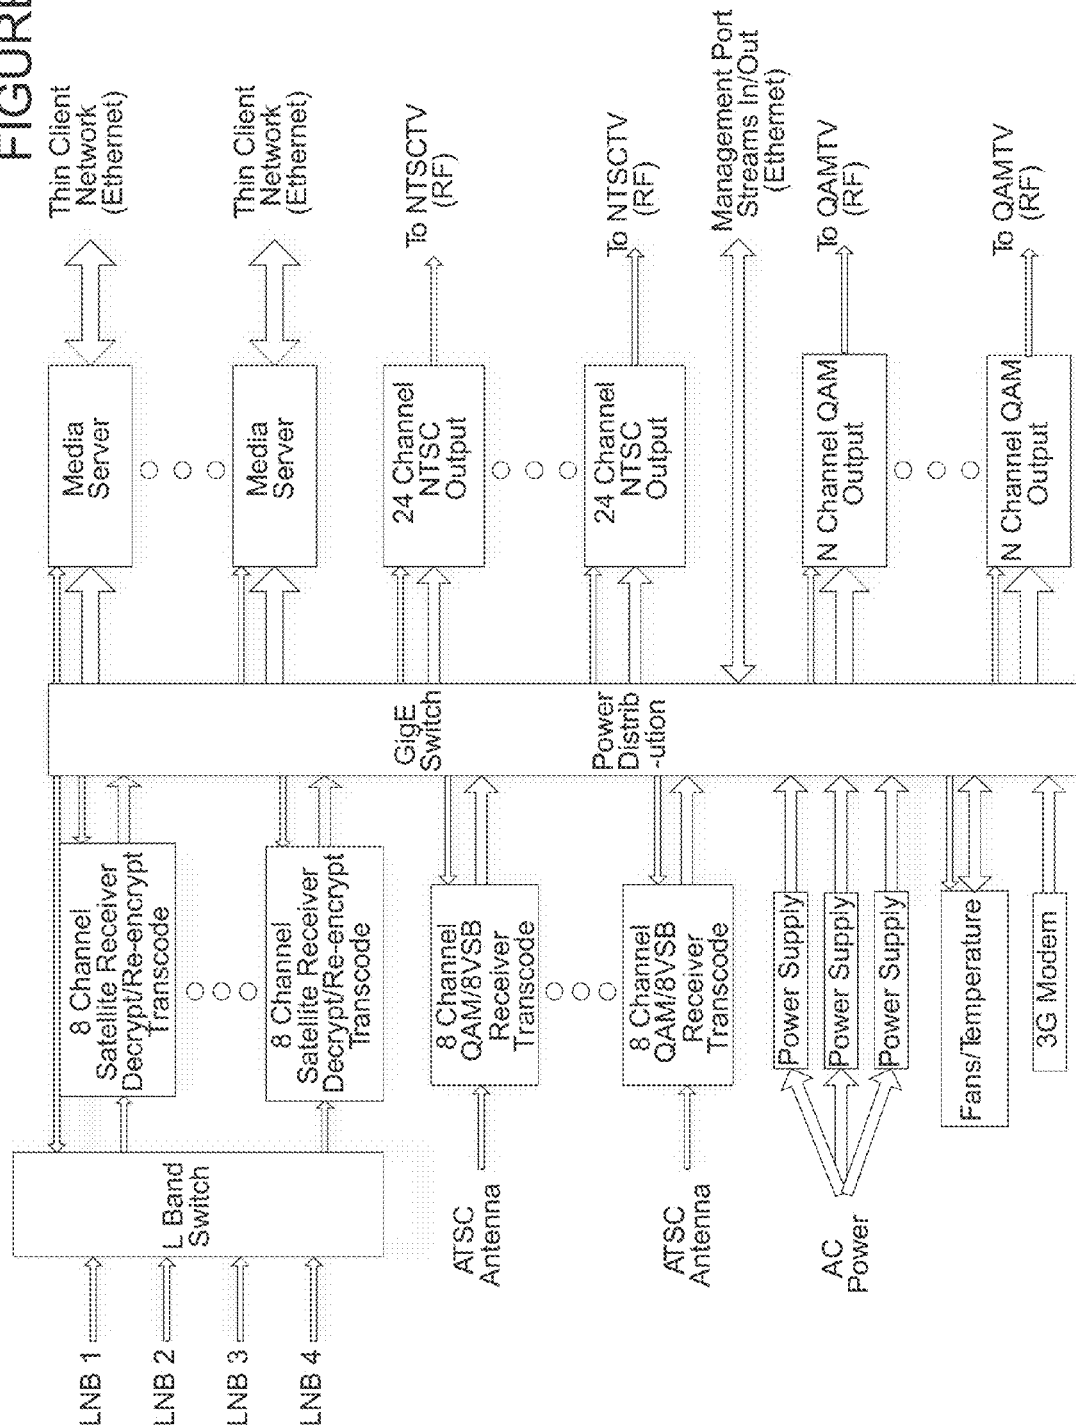 FIGURE
LNB 1
LNB 2
LNB 3
LNB 4
L Band
Switch
8 Channel
Satellite Receiver
Decrypt/Re-encrypt
Transcode
8 Channel
Satellite Receiver
Decrypt/Re-encrypt
Transcode
ATSC
Antenna
8 Channel
QAM/8VSB
Receiver
Transcode
ATSC
Antenna
8 Channel
QAM/8VSB
Receiver
Transcode
AC
Power
Power Supply
Power Supply
Power Supply
Fans/Temperature
3G Modem
GigE
Switch
Power
Distrib
-ution
Media
Server
Thin Client
Network
(Ethernet)
Media
Server
Thin Client
Network
(Ethernet)
24 Channel
NTSC
Output
To NTSCTV
(RF)
24 Channel
NTSC
Output
To NTSCTV
(RF)
Management Port
Streams In/Out
(Ethernet)
N Channel QAM
Output
To QAMTV
(RF)
N Channel QAM
Output
To QAMTV
(RF)